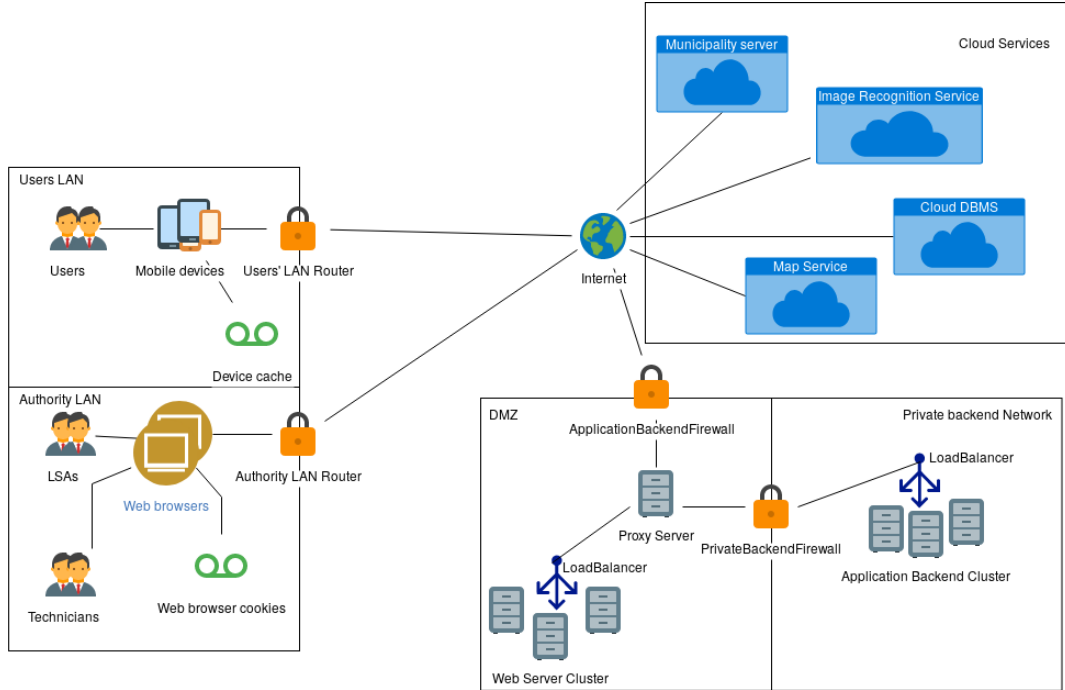 Municipality server
Cloud Services
Image Recognition Service
Users LAN
Cloud DBMS
Users
Mobile devices
Users' LAN Router
Internet
Map Service
Device cache
Authority LAN
DMZ
Private backend Network
ApplicationBackendFirewall
LSAs
Authority LAN Router
LoadBalancer
Web browsers
Proxy Server
PrivateBackendFirewall
LoadBalancer
Application Backend Cluster
Technicians
Web browser cookies
Web Server Cluster